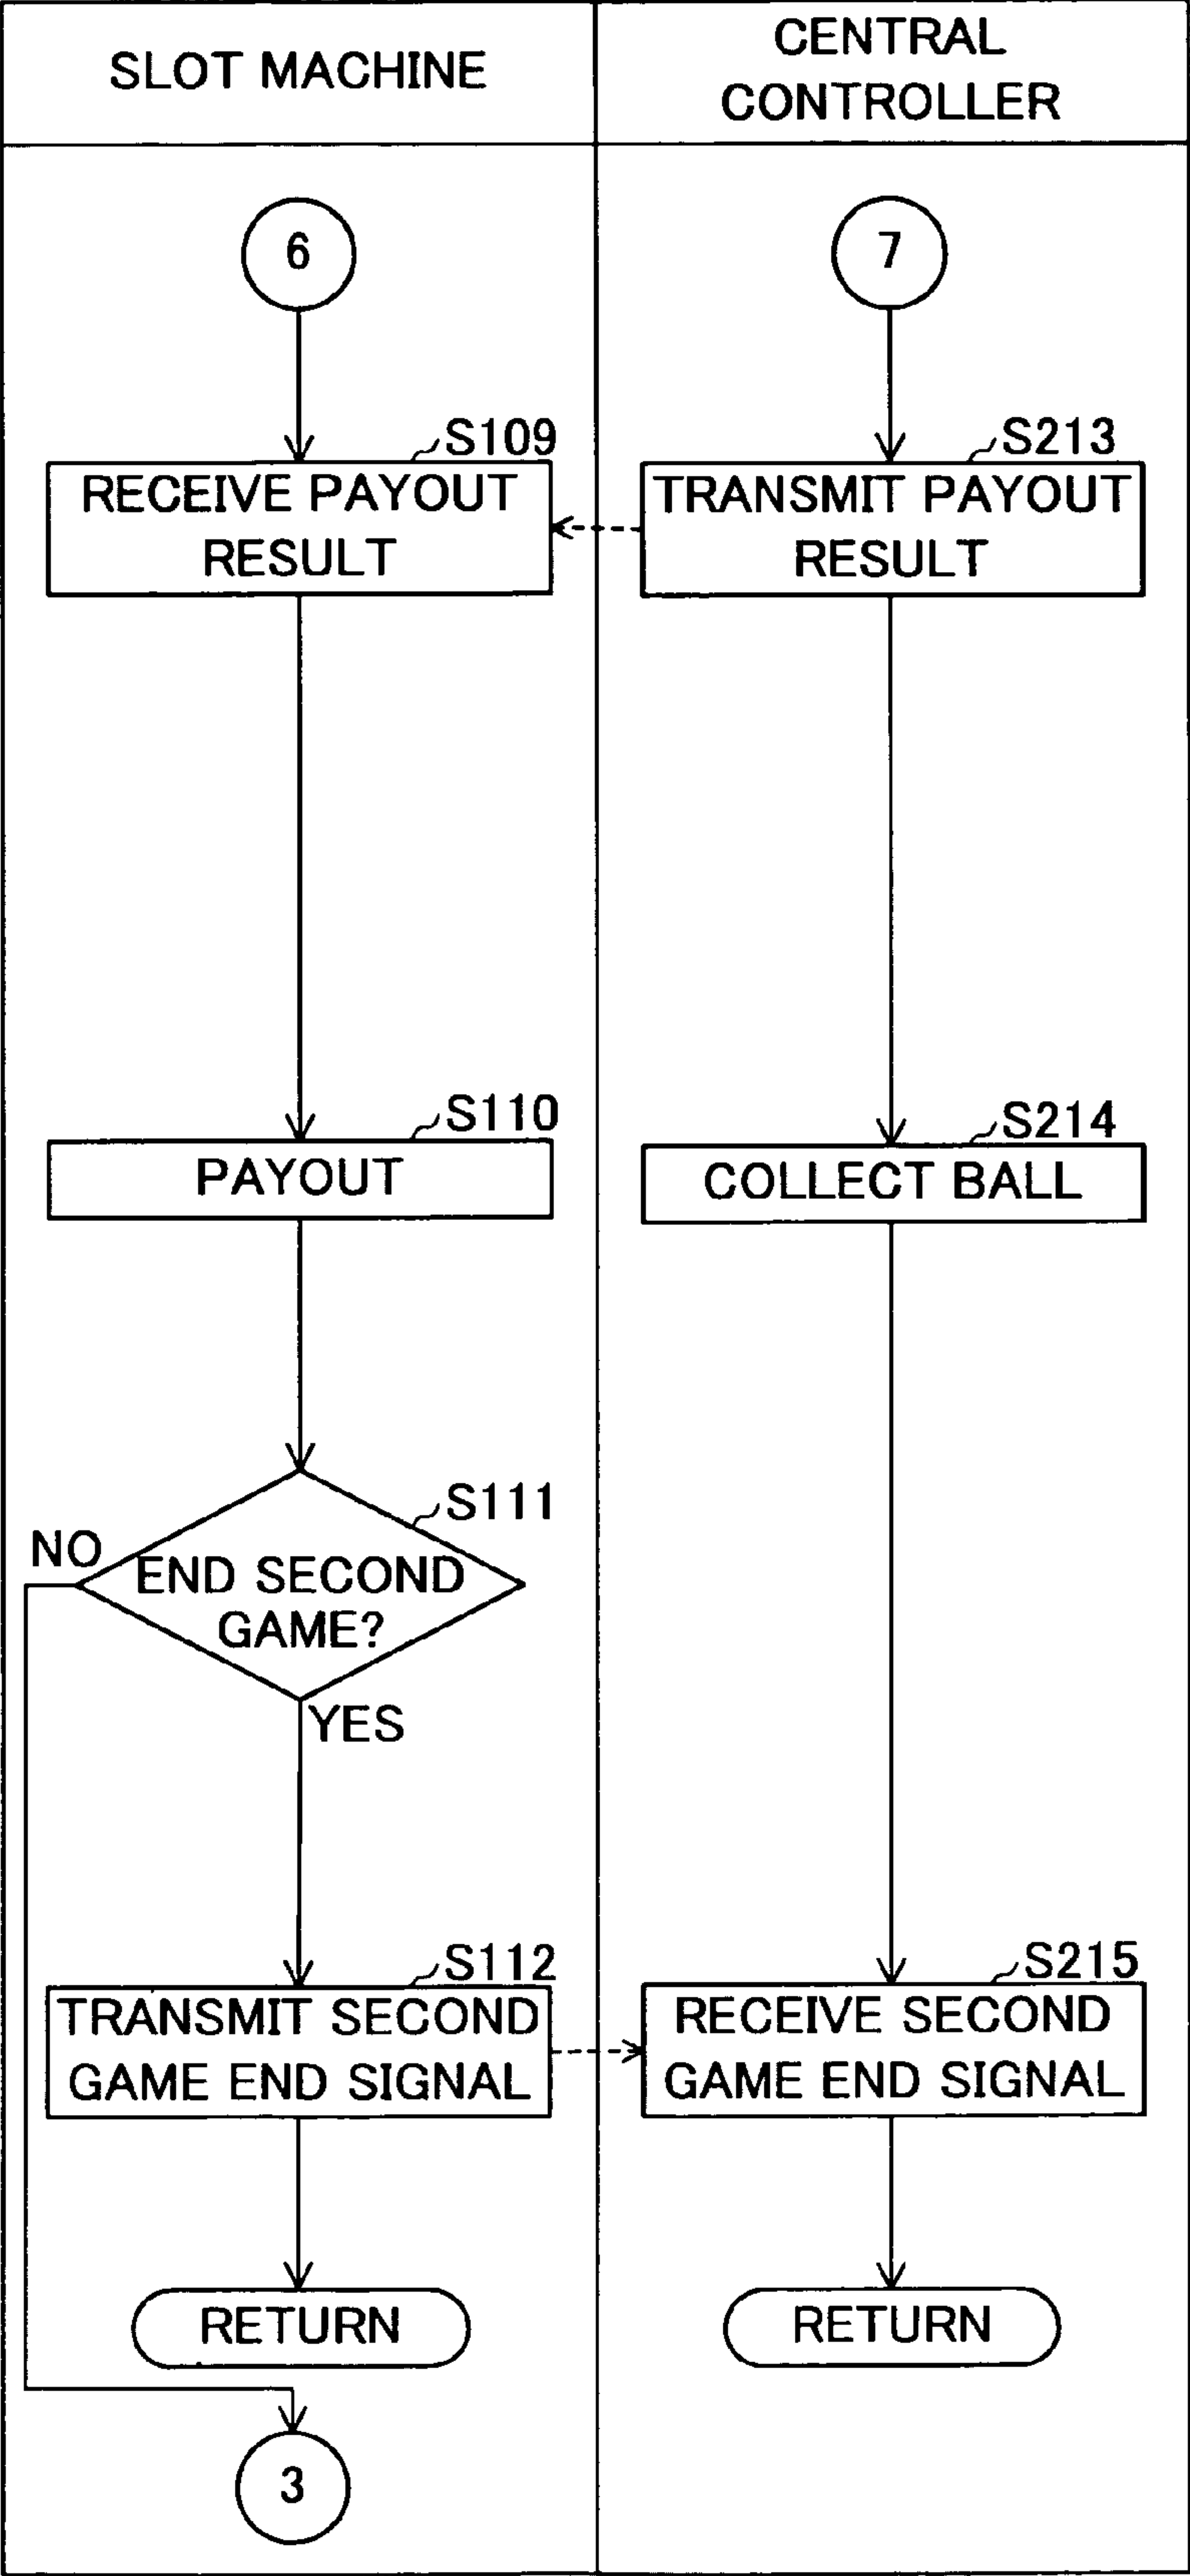 SLOT MACHINE
CENTRAL
CONTROLLER
6
7
S109
RECEIVE PAYOUT
RESULT
S213
TRANSMIT PAYOUT
RESULT
S110
PAYOUT
S214
COLLECT BALL
S111
NO
END SECOND
GAME?
YES
S112
TRANSMIT SECOND
GAME END SIGNAL
S215
RECEIVE SECOND
GAME END SIGNAL
RETURN
RETURN
3